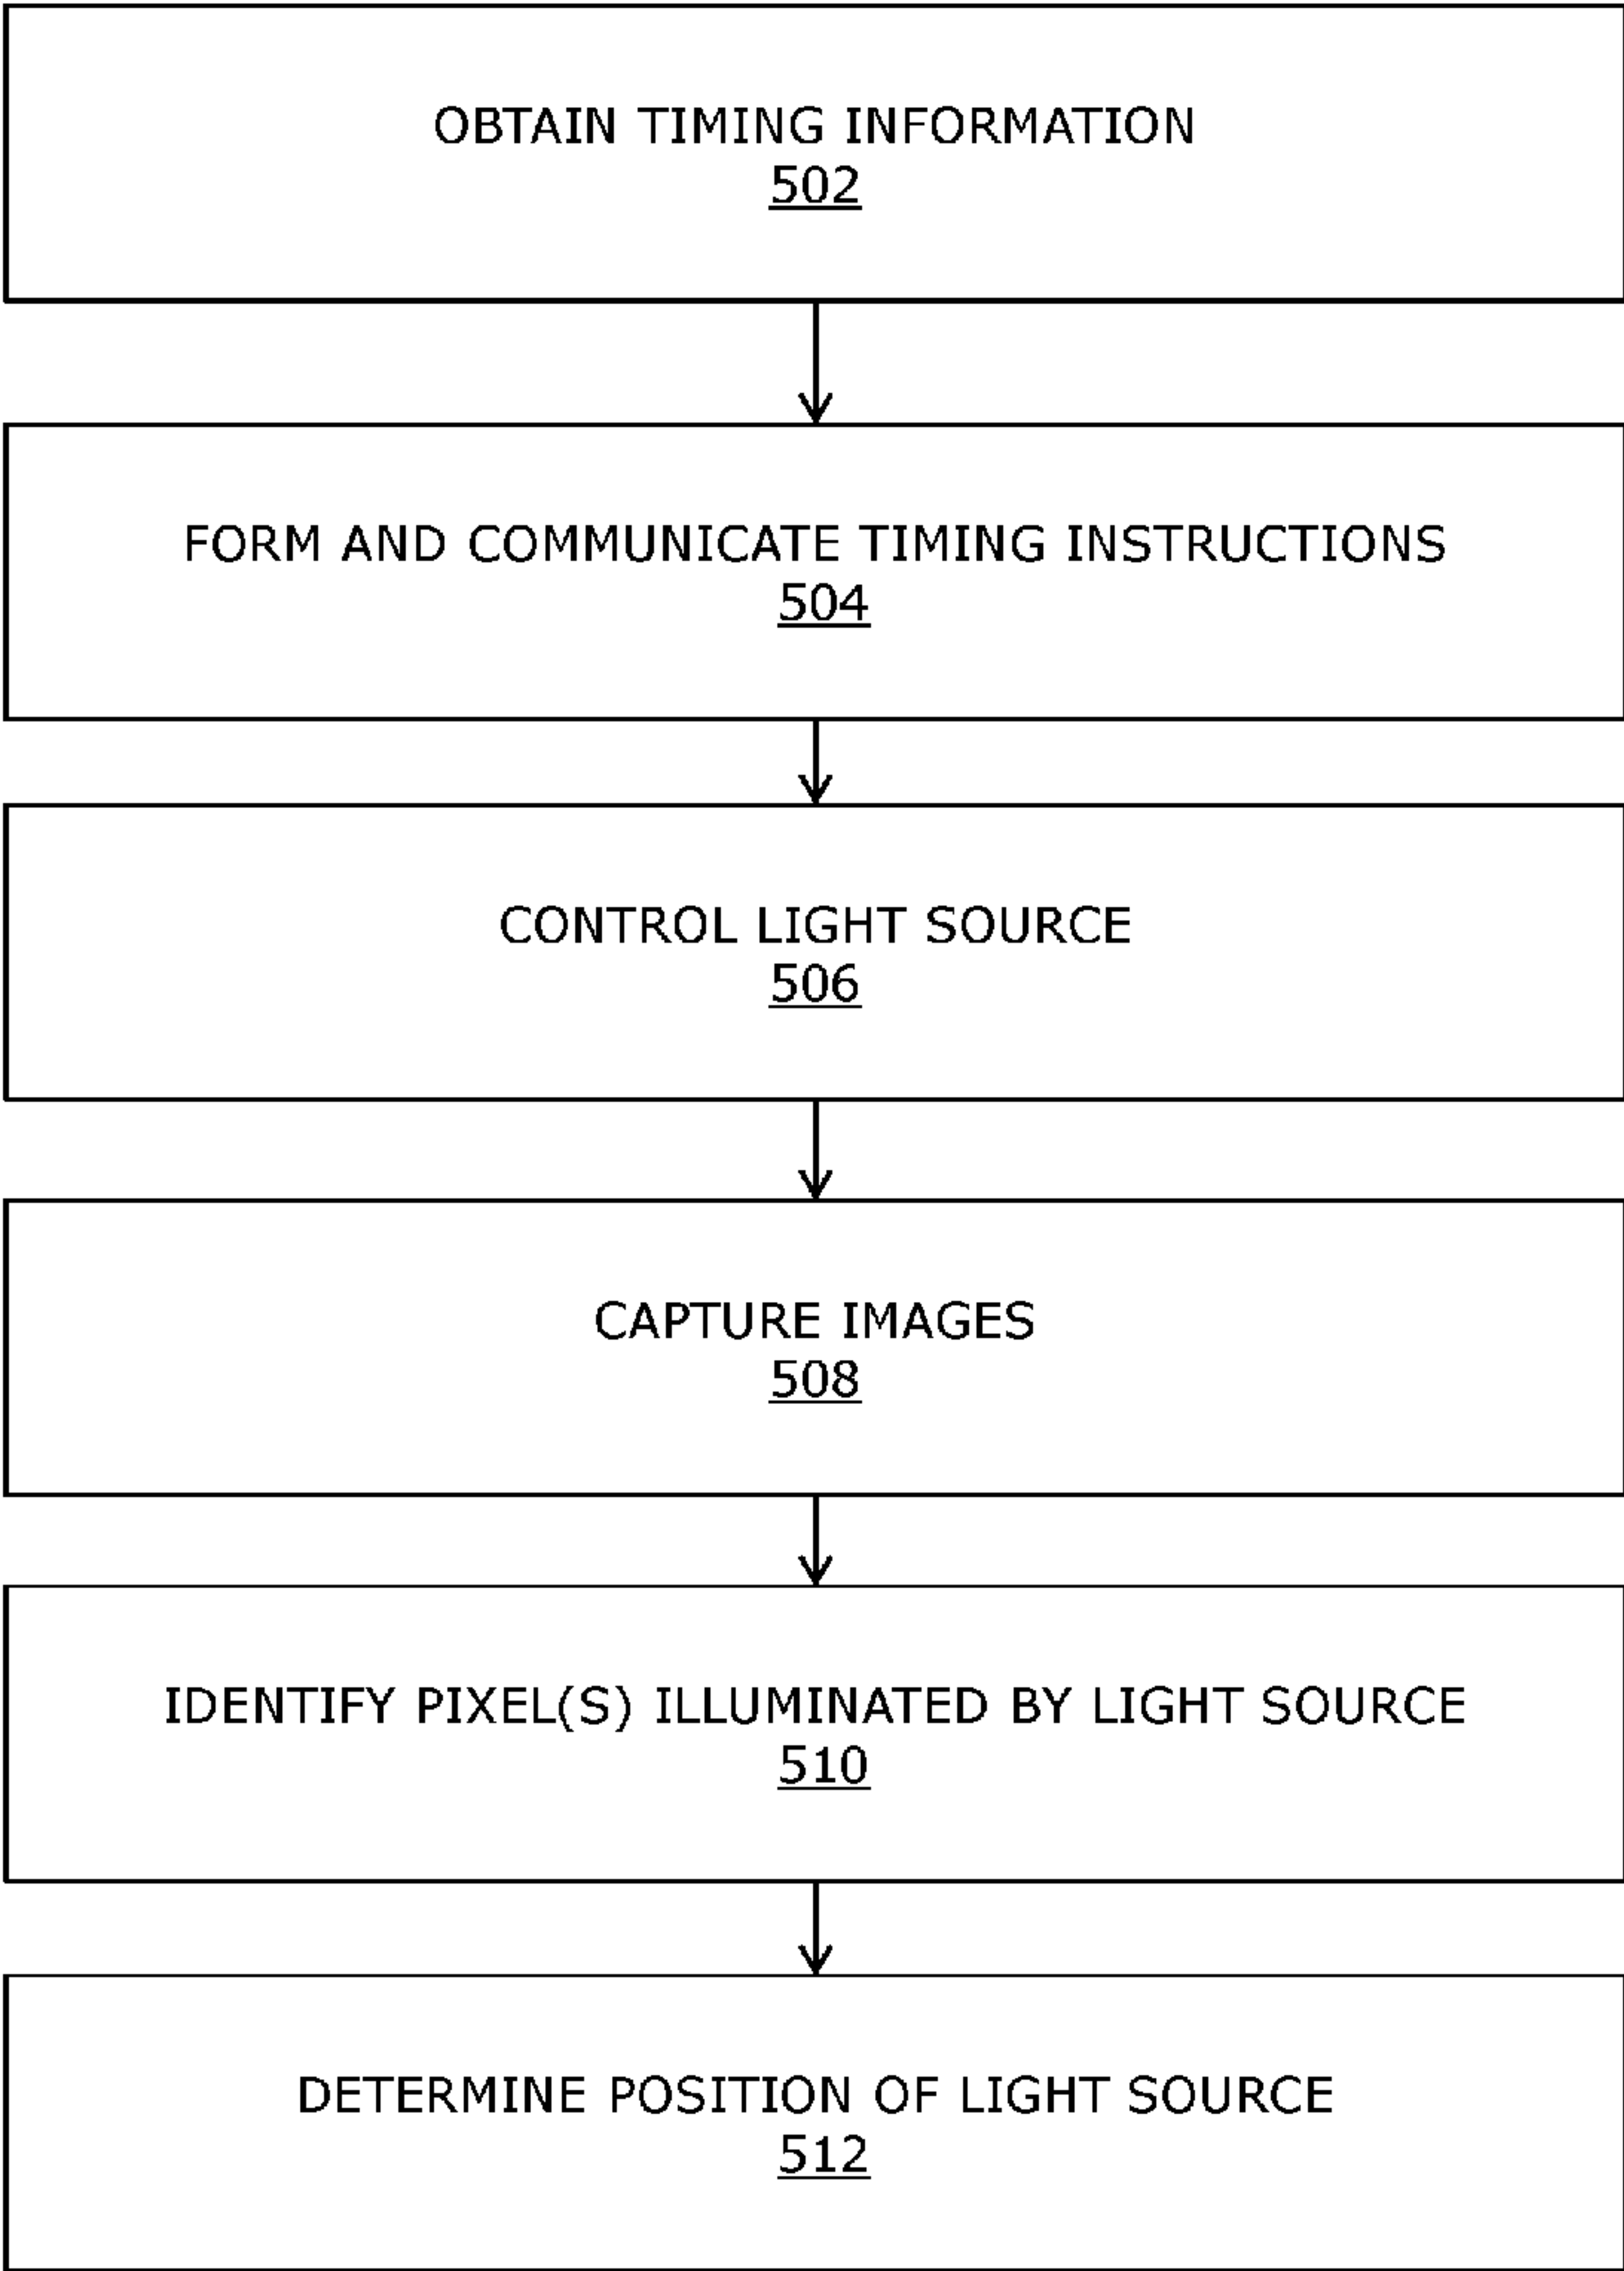 OBTAIN TIMING INFORMATION
502
FORM AND COMMUNICATE TIMING INSTRUCTIONS
504
CONTROL LIGHT SOURCE
506
CAPTURE IMAGES
508
IDENTIFY PIXEL(S) ILLUMINATED BY LIGHT SOURCE
510
DETERMINE POSITION OF LIGHT SOURCE
512